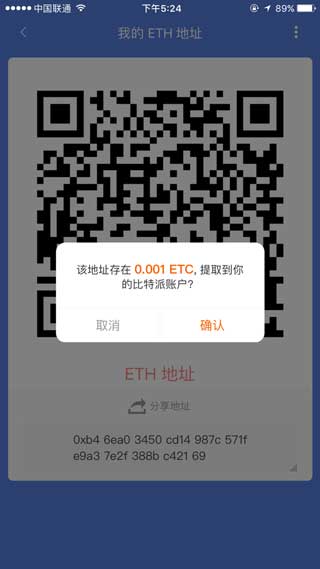 中国联通
下午5:24
89%
我的 ETH 地址
该地址存在 0.001 ETC, 提取到你
的比特派账户?
取消
确认
ETH 地址
分享地址
0xb4 6ea0 3450 cd14 987c 571f
e9a3 7e2f 388b c421 69